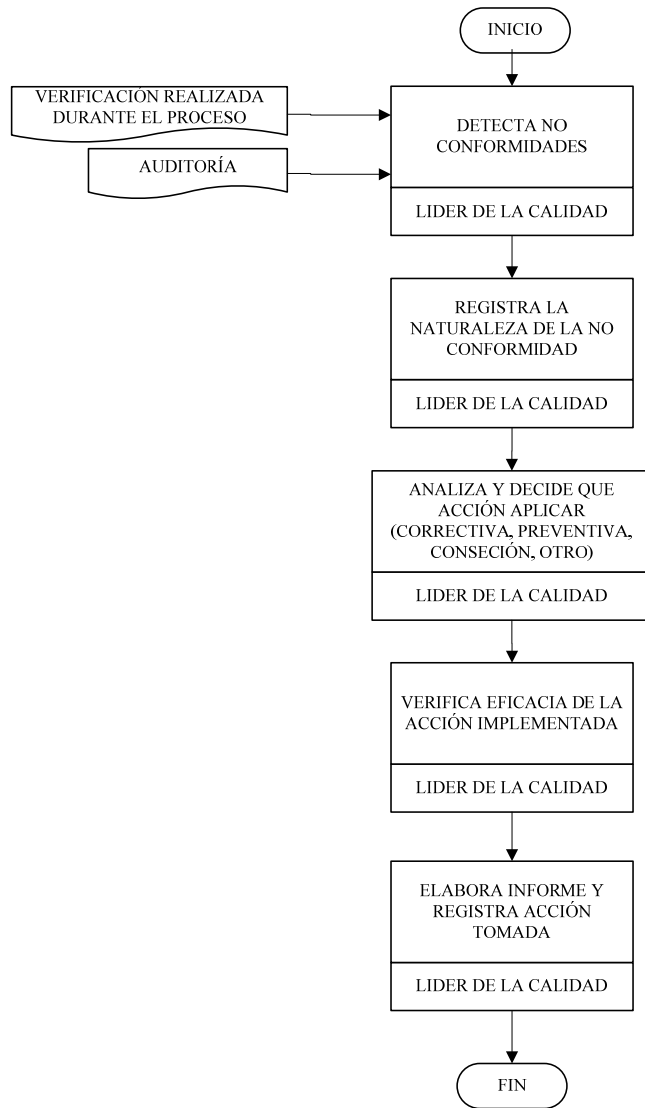 INICIO
VERIFICACIÓN REALIZADA
DURANTE EL PROCESO
AUDITORÍA
DETECTA NO
CONFORMIDADES
LIDER DE LA CALIDAD
REGISTRA LA
NATURALEZA DE LA NO
CONFORMIDAD
LIDER DE LA CALIDAD
ANALIZA Y DECIDE QUE
ACCIÓN APLICAR
(CORRECTIVA, PREVENTIVA,
CONSECIÓN, OTRO)
LIDER DE LA CALIDAD
VERIFICA EFICACIA DE LA
ACCIÓN IMPLEMENTADA
LIDER DE LA CALIDAD
ELABORA INFORME Y
REGISTRA ACCIÓN
TOMADA
LIDER DE LA CALIDAD
FIN